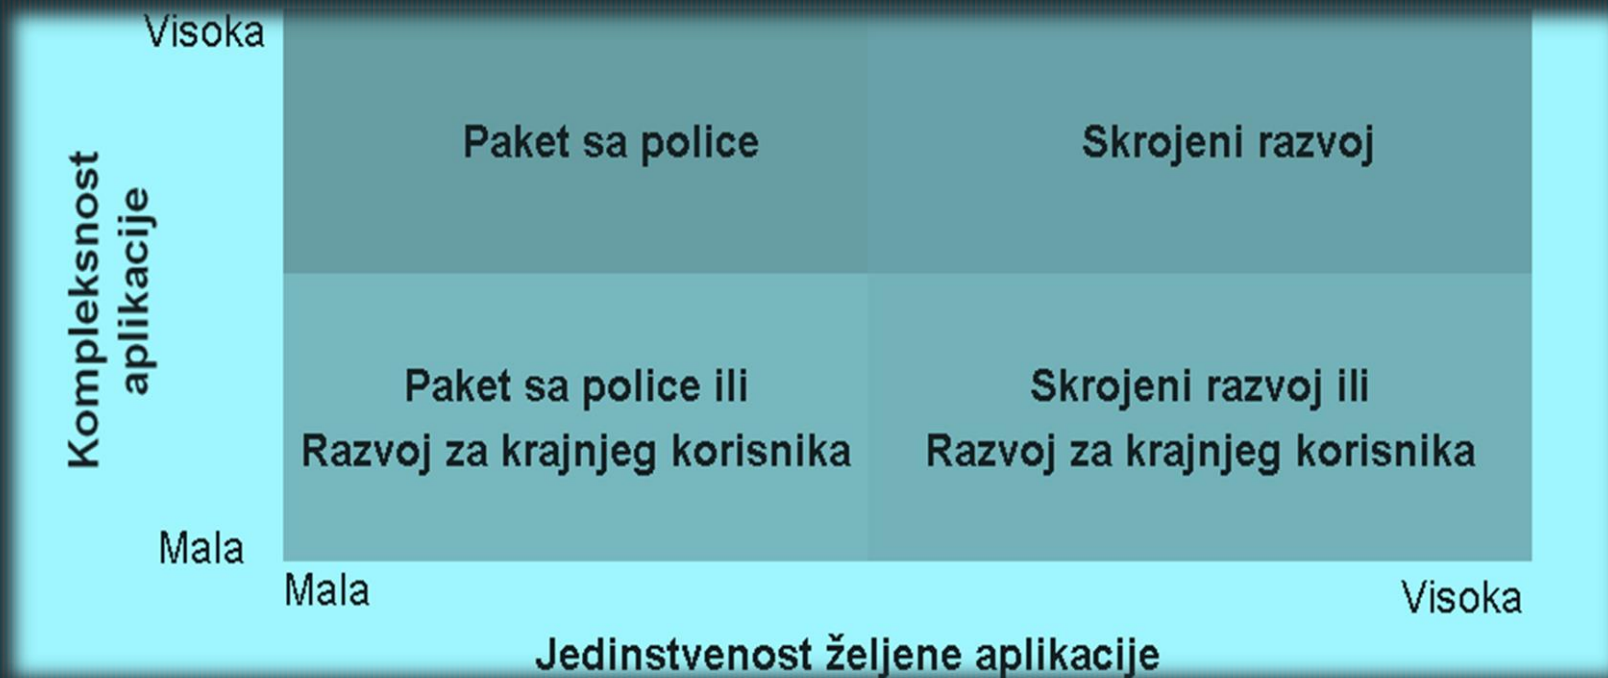 Visoka
Paket sa police
Skrojeni razvoj
Kompleksnost
aplikacije
Paket sa police ili
Razvoj za krajnjeg korisnika
Skrojeni razvoj ili
Razvoj za krajnjeg korisnika
Mala
Mala
Visoka
Jedinstvenost željene aplikacije